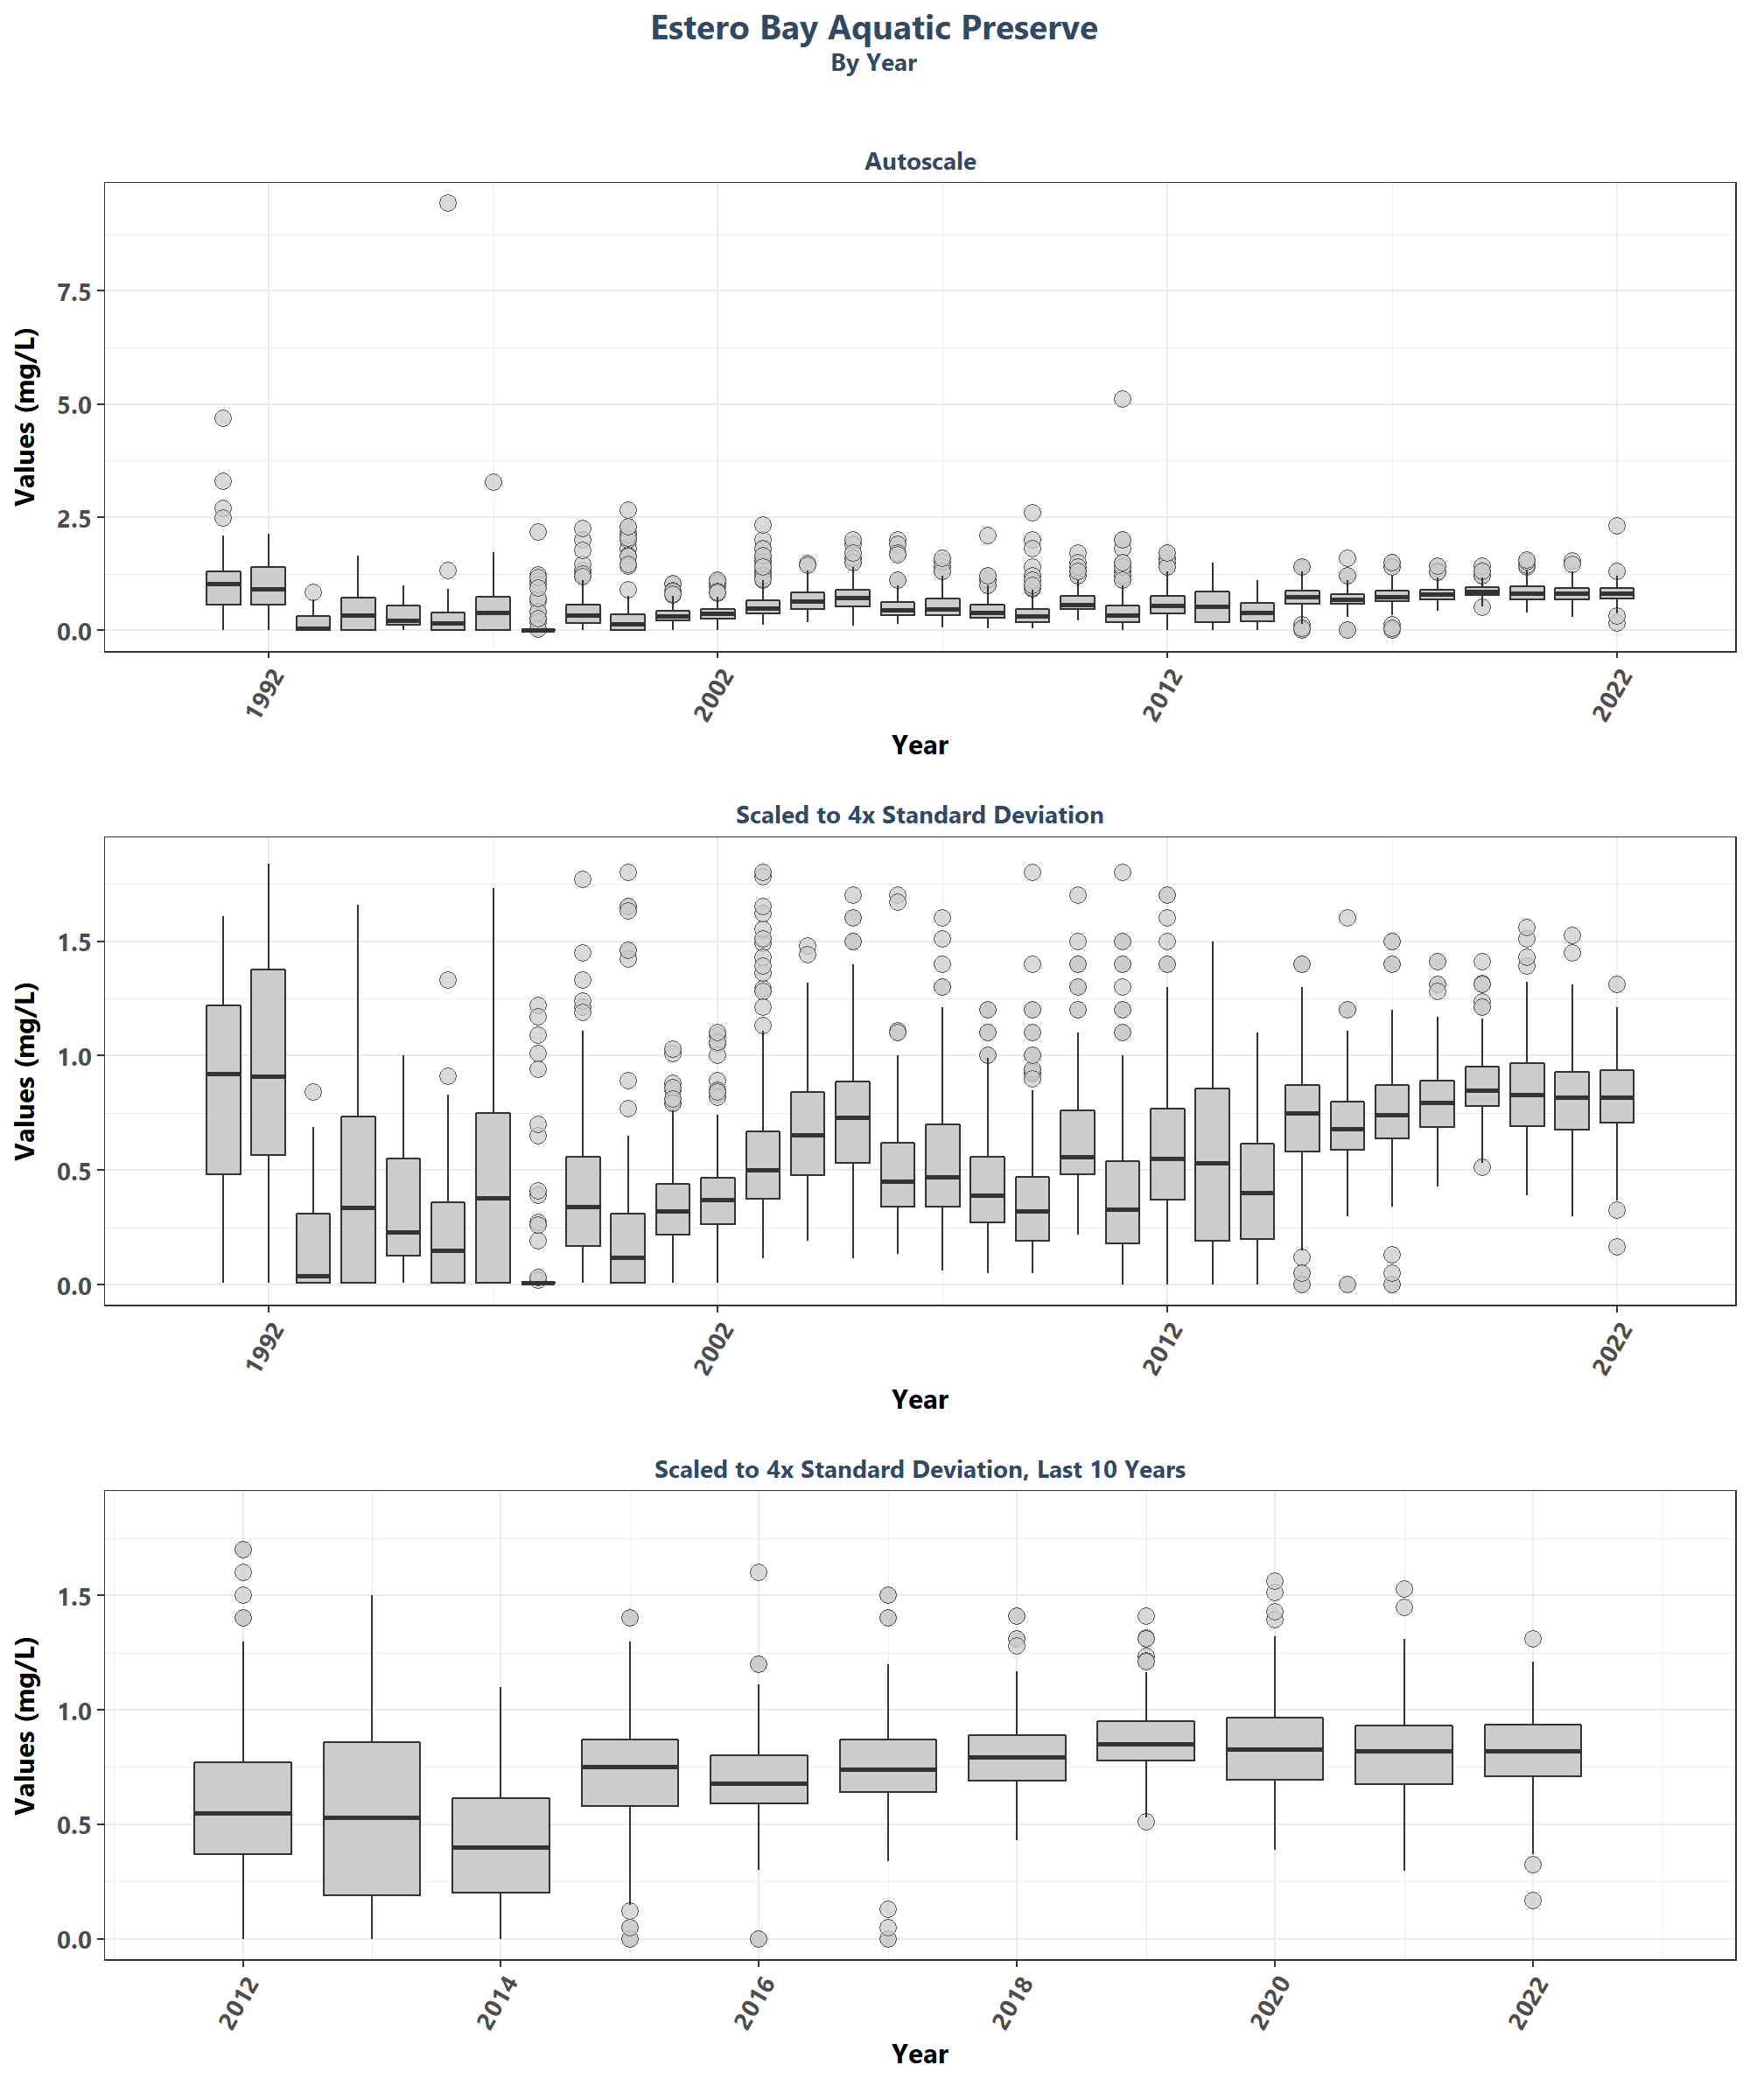 Estero Bay Aquatic Preserve
By Year
Autoscale
Values (mg/L)
7.5
5.0
2.5
0.0
1992 2002 2012 2022
Year
Scaled to 4x Standard Deviation
Values (mg/L)
1.5
1.0
0.5
0.0
1992 2002 2012 2022
Year
Scaled to 4x Standard Deviation, Last 10 Years
Values (mg/L)
1.5
1.0
0.5
0.0
2012 2014 2016 2018 2020 2022
Year